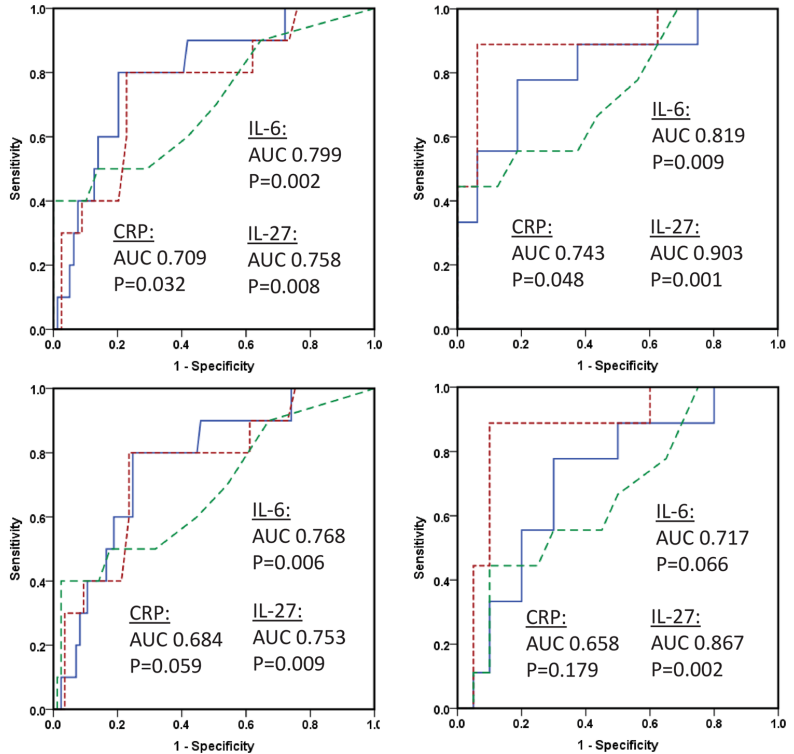 1.0
0.8
0.6
0.4
0.2
0.0
Sensitivity
IL-6:
AUC 0.799
P=0.002
CRP:
AUC 0.709
P=0.032
IL-27:
AUC 0.758
P=0.008
0.0 0.2 0.4 0.6 0.8 1.0
1 - Specificity
1.0
0.8
0.6
0.4
0.2
0.0
Sensitivity
IL-6:
AUC 0.819
P=0.009
CRP:
AUC 0.743
P=0.048
IL-27:
AUC 0.903
P=0.001
0.0 0.2 0.4 0.6 0.8 1.0
1 - Specificity
1.0
0.8
0.6
0.4
0.2
0.0
Sensitivity
IL-6:
AUC 0.768
P=0.006
CRP:
AUC 0.684
P=0.059
IL-27:
AUC 0.753
P=0.009
0.0 0.2 0.4 0.6 0.8 1.0
1 - Specificity
1.0
0.8
0.6
0.4
0.2
0.0
Sensitivity
IL-6:
AUC 0.717
P=0.066
CRP:
AUC 0.658
P=0.179
IL-27:
AUC 0.867
P=0.002
0.0 0.2 0.4 0.6 0.8 1.0
1 - Specificity